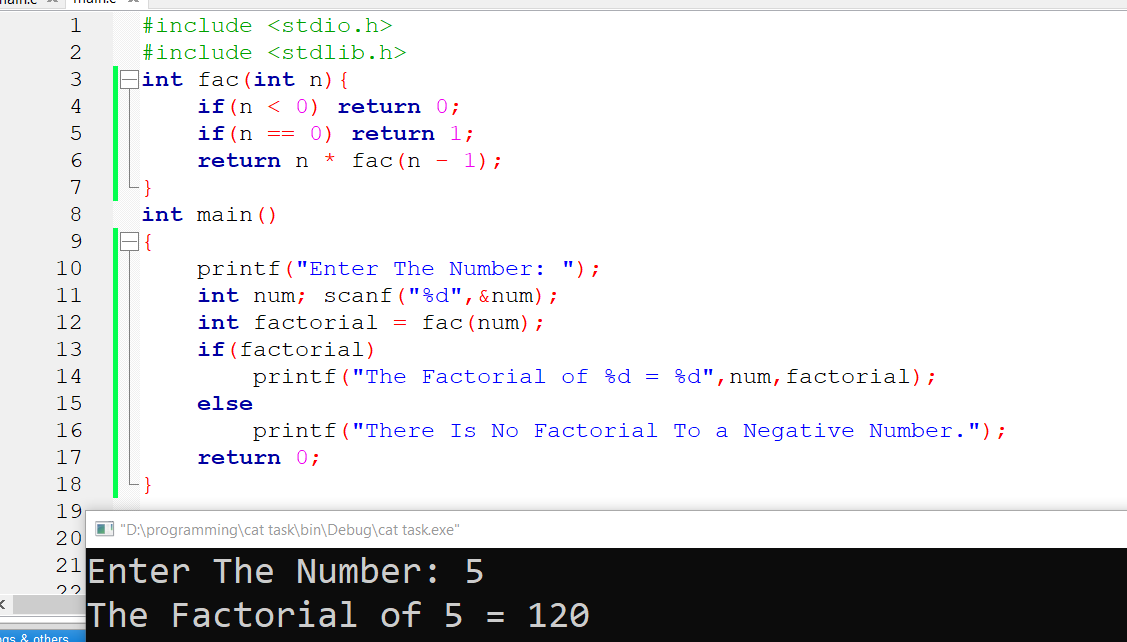 main.c
1 #include <stdio.h>
2 #include <stdlib.h>
3 int fac(int n){
4 if(n < 0) return 0;
5 if(n == 0) return 1;
6 return n * fac(n - 1);
7 }
8 int main()
9 {
10 printf("Enter The Number: ");
11 int num; scanf("%d",&num);
12 int factorial = fac(num);
13 if(factorial)
14 printf("The Factorial of %d = %d",num,factorial);
15 else
16 printf("There Is No Factorial To a Negative Number.");
17 return 0;
18 }
19
20
21
22
"D:\programming\cat task\bin\Debug\cat task.exe"
Enter The Number: 5
The Factorial of 5 = 120
& others